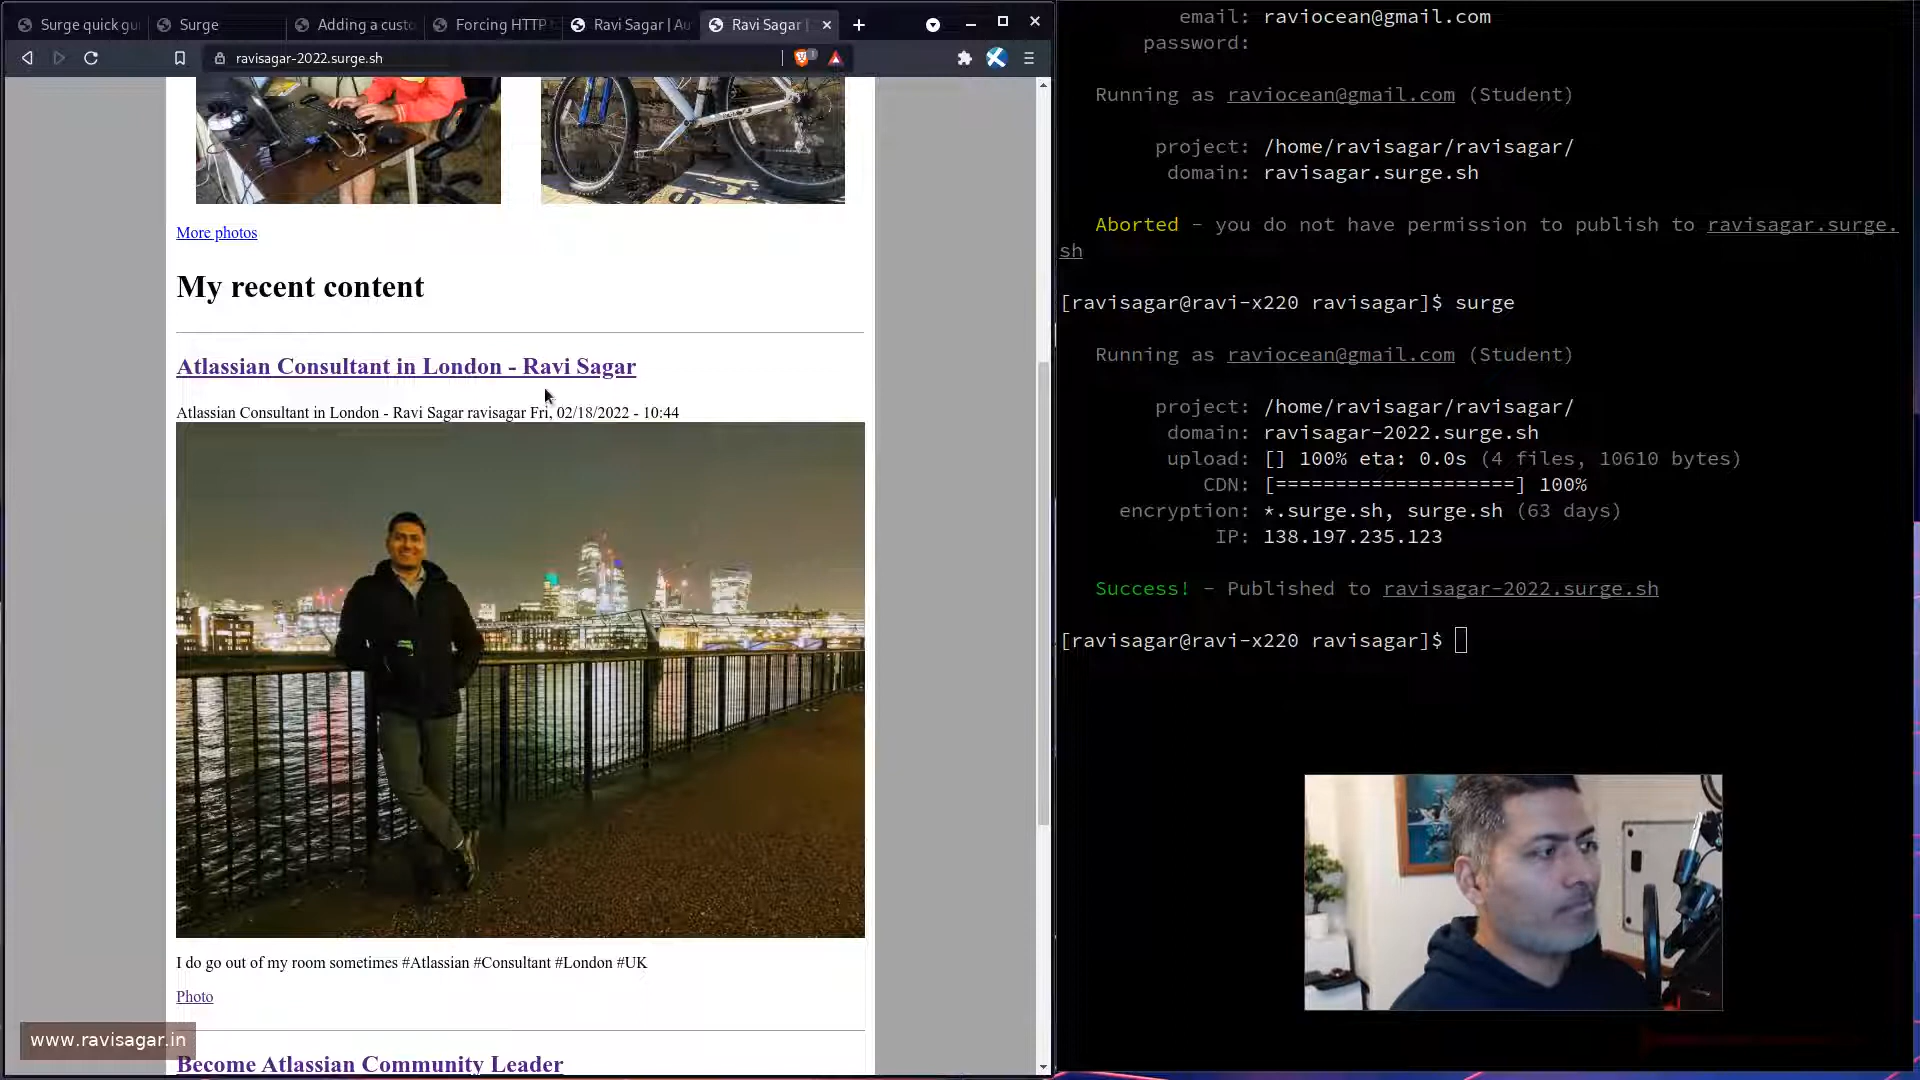 Surge quick gu
Surge
Adding a custo
Forcing HTTP
Ravi Sagar | Au
Ravi Sagar |
ravisagar-2022.surge.sh
More photos
My recent content
Atlassian Consultant in London - Ravi Sagar
Atlassian Consultant in London - Ravi Sagar ravisagar Fri, 02/18/2022 - 10:44
I do go out of my room sometimes #Atlassian #Consultant #London #UK
Photo
Become Atlassian Community Leader
www.ravisagar.in
email: raviocean@gmail.com
password:
Running as raviocean@gmail.com (Student)
project: /home/ravisagar/ravisagar/
domain: ravisagar.surge.sh
Aborted - you do not have permission to publish to ravisagar.surge.
sh
[ravisagar@ravi-x220 ravisagar]$ surge
Running as raviocean@gmail.com (Student)
project: /home/ravisagar/ravisagar/
domain: ravisagar-2022.surge.sh
upload: [] 100% eta: 0.0s (4 files, 10610 bytes)
CDN: [====================] 100%
encryption: *.surge.sh, surge.sh (63 days)
IP: 138.197.235.123
Success! - Published to ravisagar-2022.surge.sh
[ravisagar@ravi-x220 ravisagar]$